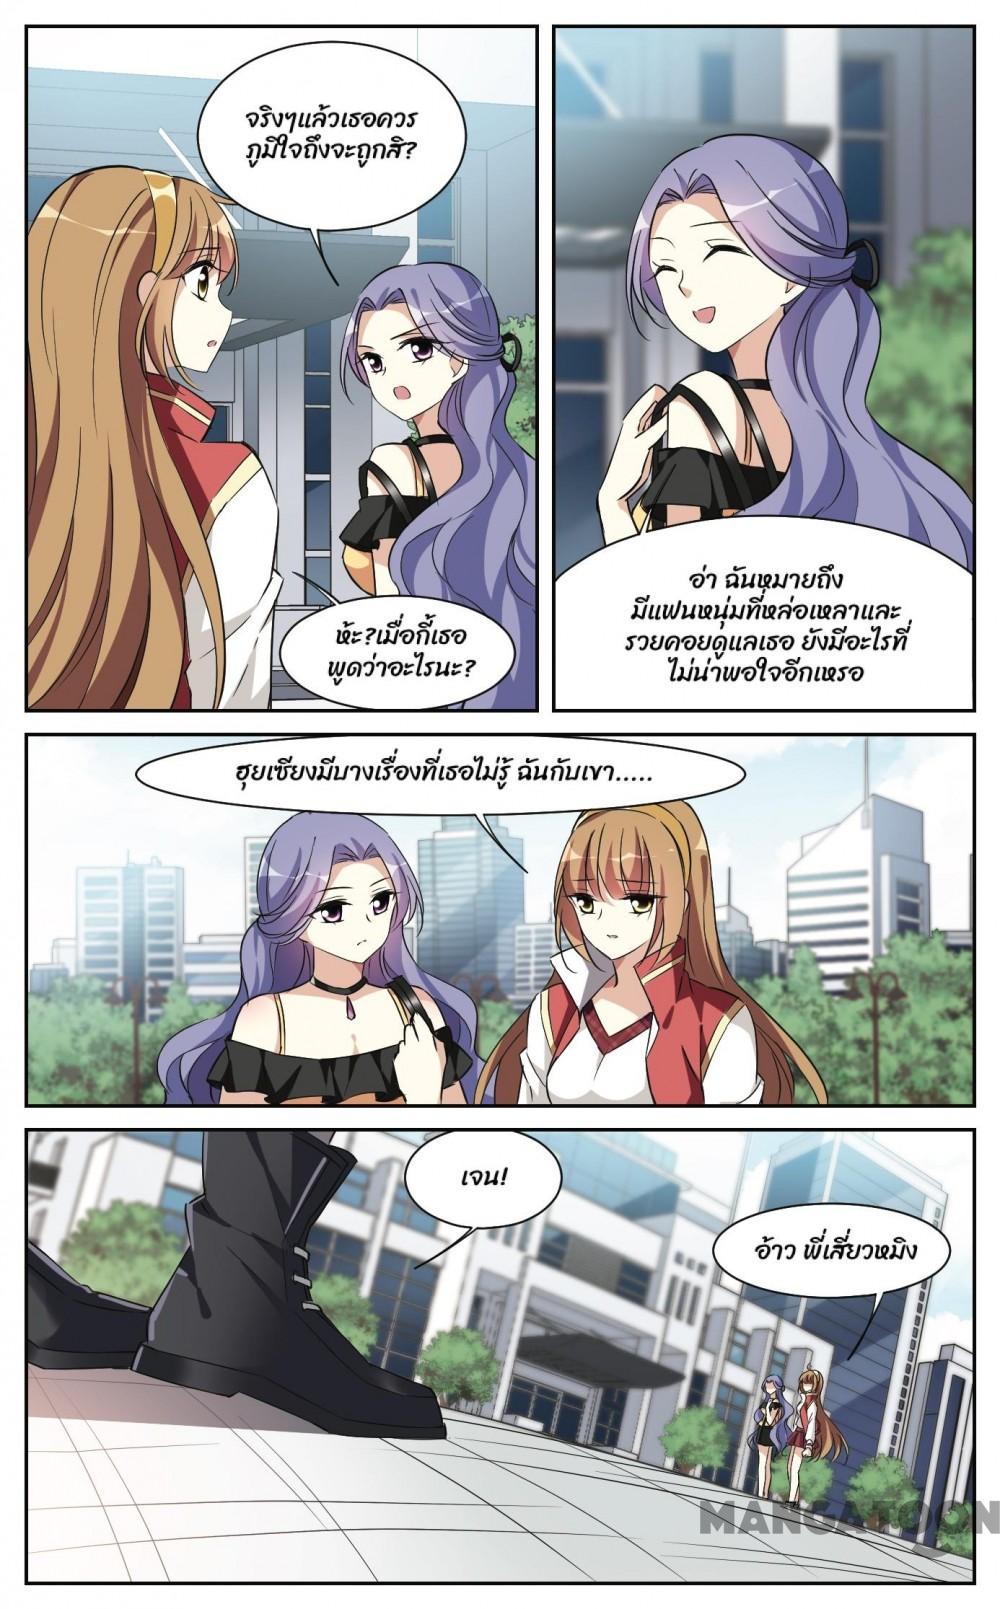 จริงๆแล้วเธอควร
ภูมิใจถึงจะถูกสิ?
ห้ะ?เมื่อกี้เธอ
พูดว่าอะไรนะ?
อ่า ฉันหมายถึง
มีแฟนหนุ่มที่หล่อเหลาและ
รวยคอยดูแลเธอ ยังมีอะไรที่
ไม่น่าพอใจอีกเหรอ
ฮุยเซียงมีบางเรื่องที่เธอไม่รู้ ฉันกับเขา.....
เจน!
อ้าว พี่เสี่ยวหมิง
MANGATOON